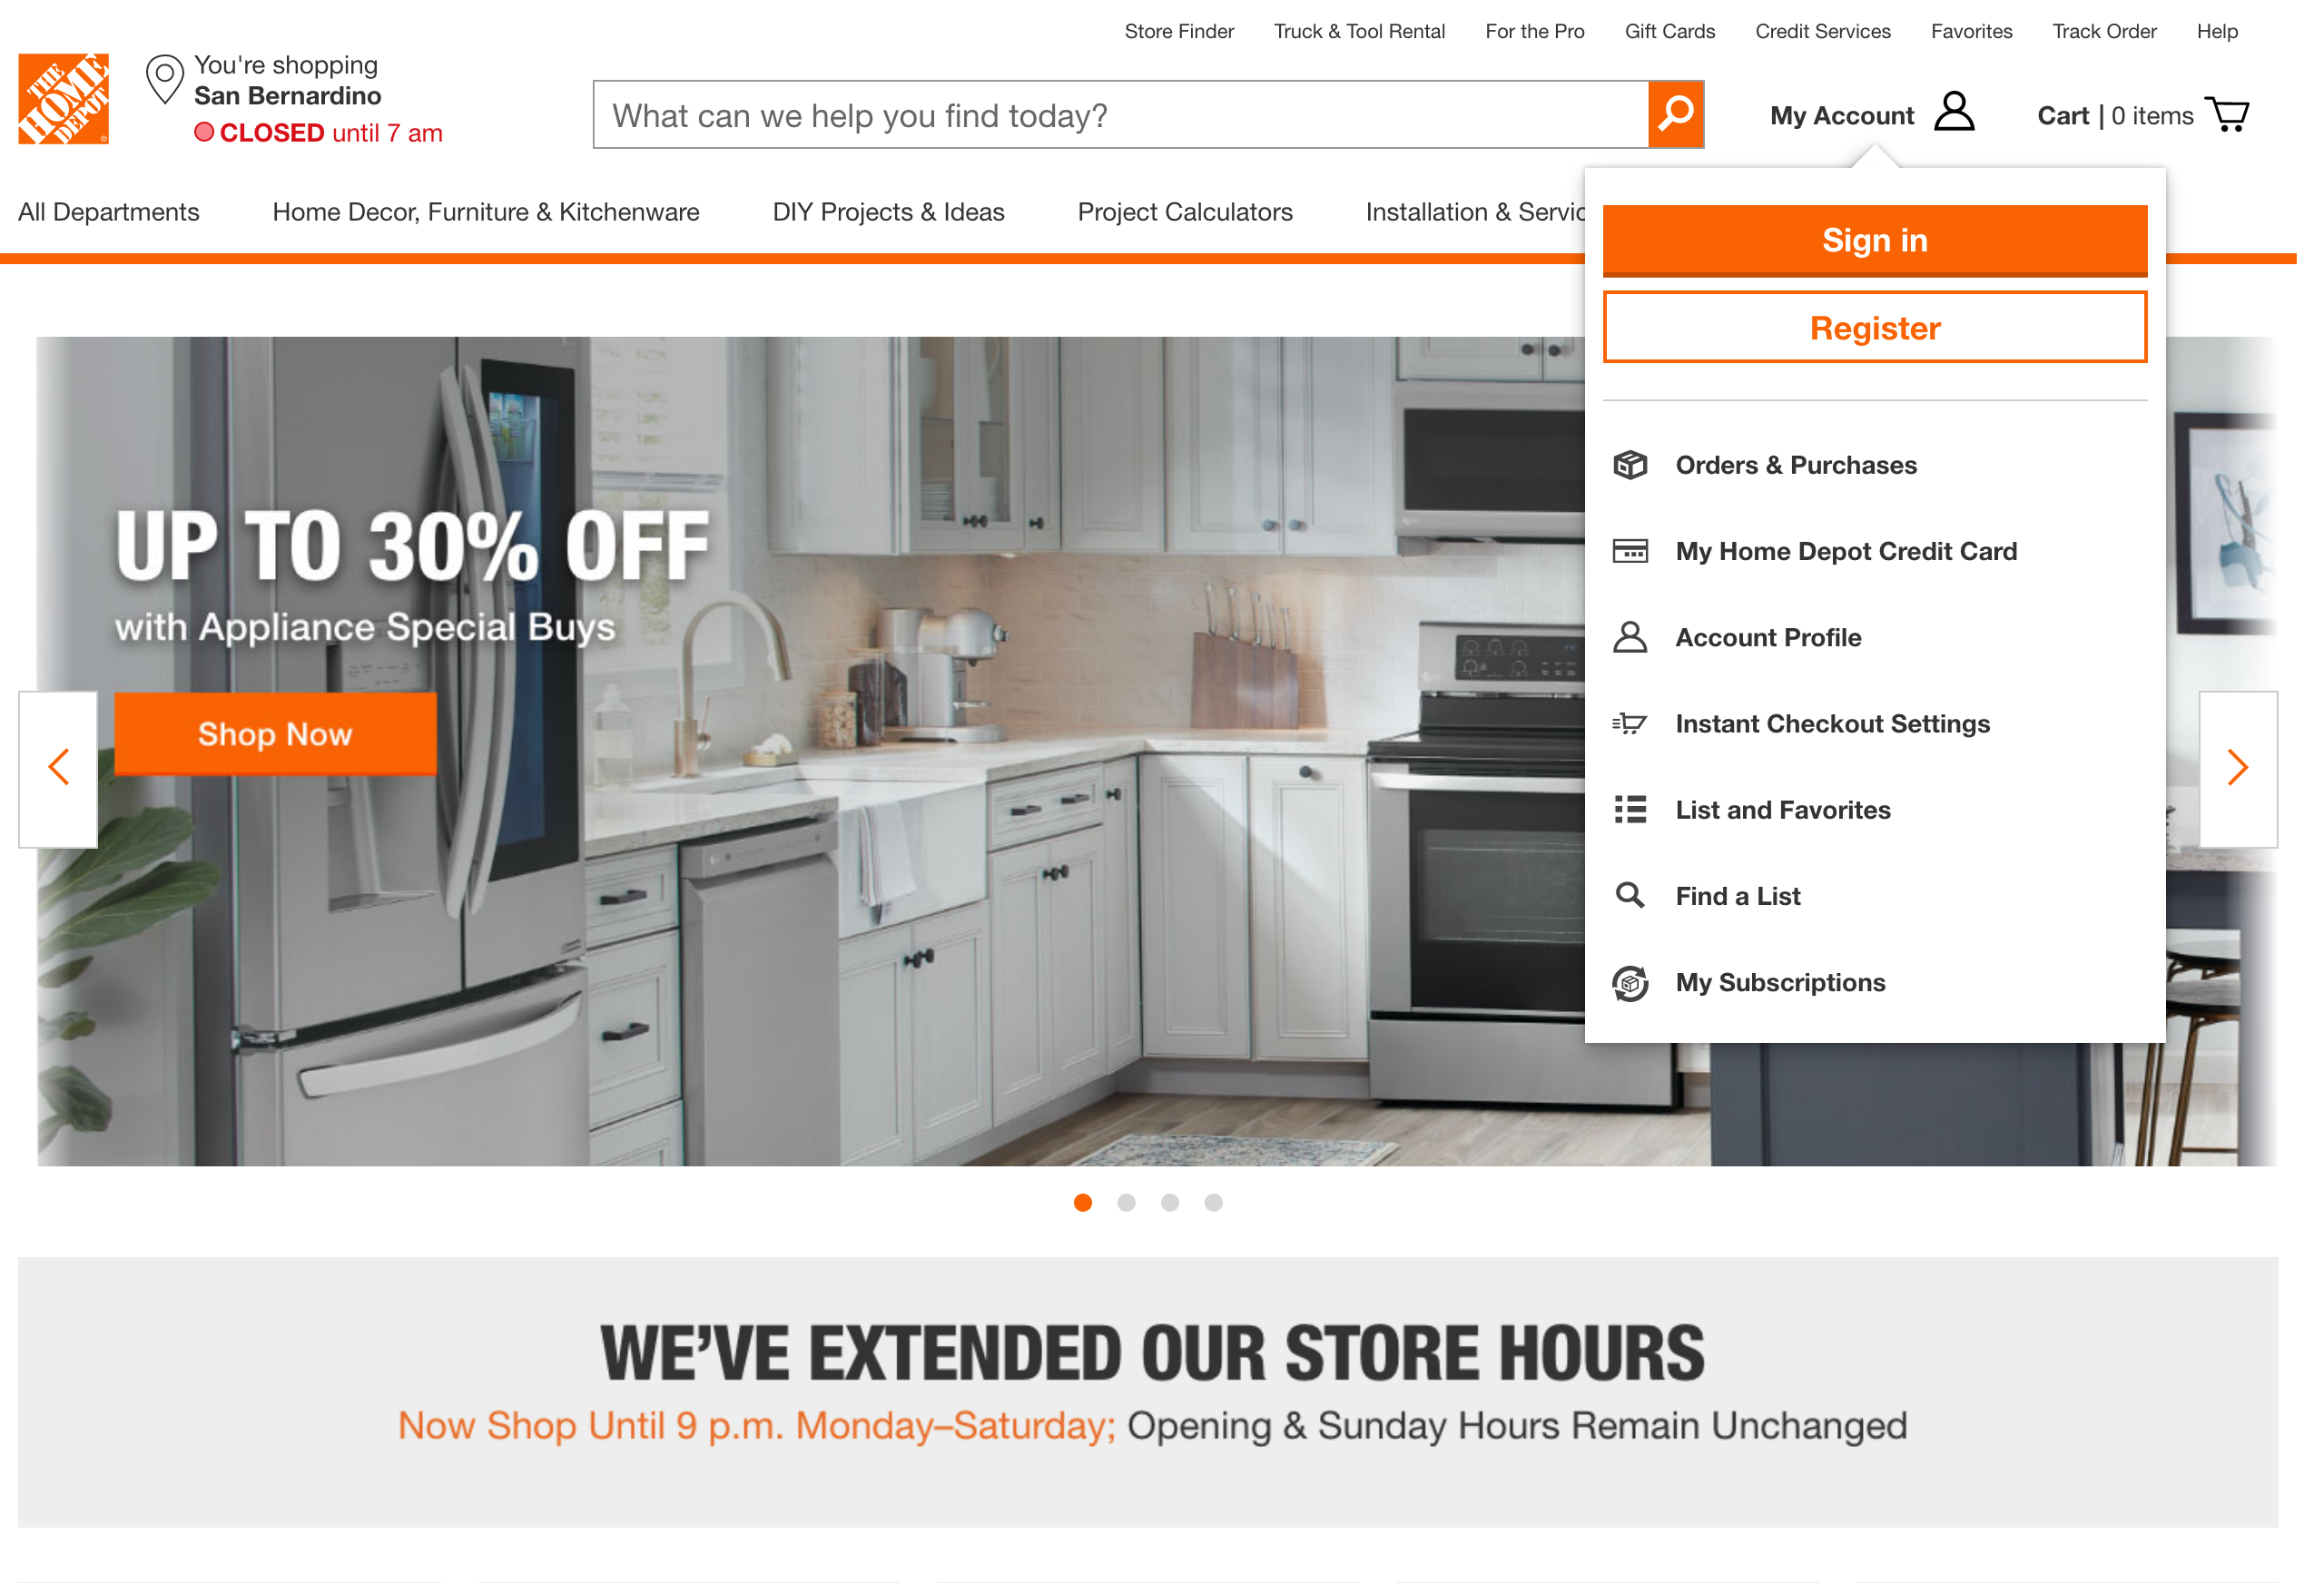 Store Finder Truck & Tool Rental For the Pro Gift Cards Credit Services Favorites Track Order Help
THE HOME DEPOT
You're shopping
San Bernardino
CLOSED until 7 am
What can we help you find today?
My Account
Cart | 0 items
All Departments Home Decor, Furniture & Kitchenware DIY Projects & Ideas Project Calculators Installation & Servic
Sign in
Register
Orders & Purchases
My Home Depot Credit Card
Account Profile
Instant Checkout Settings
List and Favorites
Find a List
My Subscriptions
UP TO 30% OFF
with Appliance Special Buys
Shop Now
WE'VE EXTENDED OUR STORE HOURS
Now Shop Until 9 p.m. Monday–Saturday; Opening & Sunday Hours Remain Unchanged